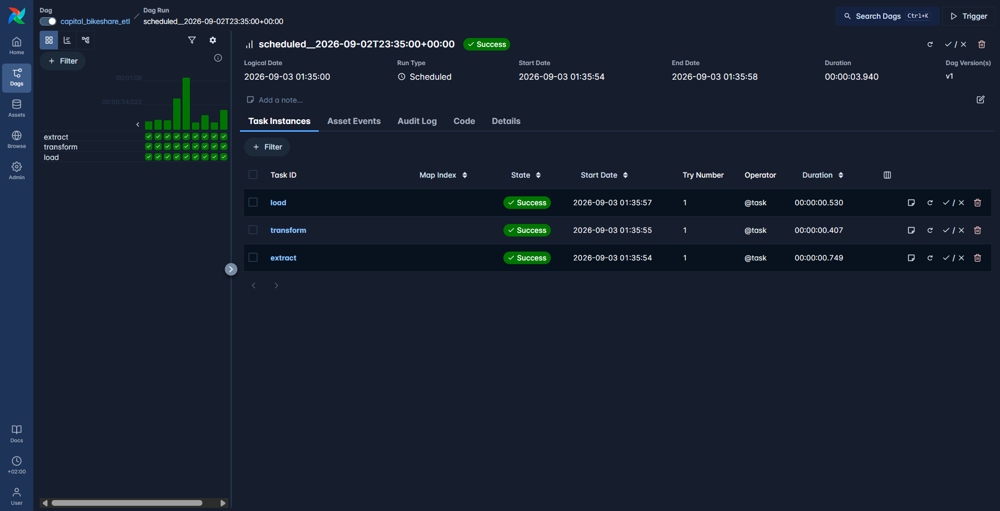 Dag
capital_bikeshare_etl
/
Dag Run
scheduled__2026-09-02T23:35:00+00:00
Search Dags Ctrl+K
Trigger
Home
Dags
Assets
Browse
Admin
Docs
+02:00
User
Filter
00:01:08
00:00:34.022
extract
transform
load
scheduled__2026-09-02T23:35:00+00:00 Success
/
Logical Date Run Type Start Date End Date Duration Dag Version(s)
2026-09-03 01:35:00 Scheduled 2026-09-03 01:35:54 2026-09-03 01:35:58 00:00:03.940 v1
Add a note...
Task Instances Asset Events Audit Log Code Details
Filter
Task ID Map Index State Start Date Try Number Operator Duration
load Success 2026-09-03 01:35:57 1 @task 00:00:00.530 /
transform Success 2026-09-03 01:35:55 1 @task 00:00:00.407 /
extract Success 2026-09-03 01:35:54 1 @task 00:00:00.749 /